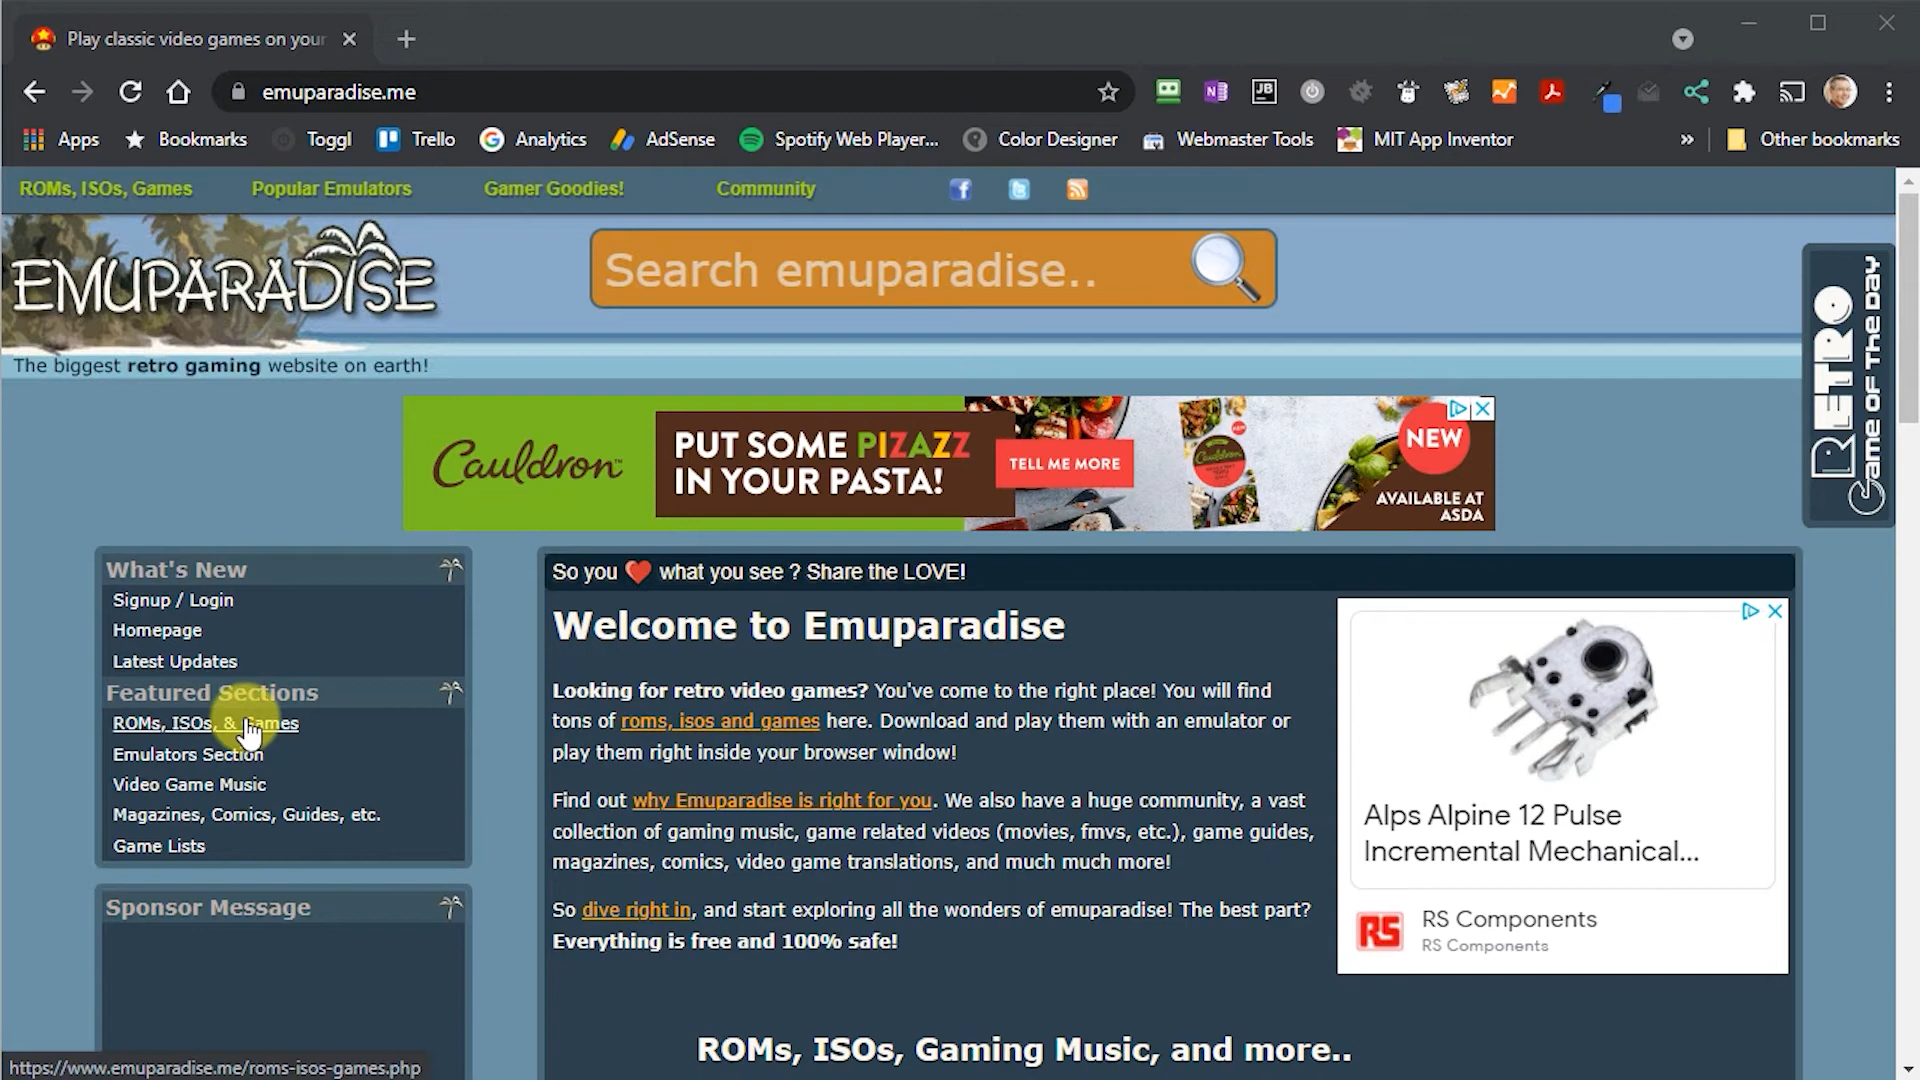 Play classic video games on your
emuparadise.me
N
JB
Apps
Bookmarks
Toggl
Trello
Analytics
AdSense
Spotify Web Player...
Color Designer
Webmaster Tools
MIT App Inventor
»
Other bookmarks
ROMs, ISOs, Games
Popular Emulators
Gamer Goodies!
Community
EMUPARADISE
Search emuparadise..
The biggest retro gaming website on earth!
RETRO
Game OF THE DAY
Cauldron™
PUT SOME PIZAZZ
IN YOUR PASTA!
TELL ME MORE
NEW
AVAILABLE AT
ASDA
What's New
Signup / Login
Homepage
Latest Updates
Featured Sections
ROMs, ISOs, & Games
Emulators Section
Video Game Music
Magazines, Comics, Guides, etc.
Game Lists
Sponsor Message
So you ❤ what you see ? Share the LOVE!
Welcome to Emuparadise
Looking for retro video games? You've come to the right place! You will find
tons of roms, isos and games here. Download and play them with an emulator or
play them right inside your browser window!
Find out why Emuparadise is right for you. We also have a huge community, a vast
collection of gaming music, game related videos (movies, fmvs, etc.), game guides,
magazines, comics, video game translations, and much much more!
So dive right in, and start exploring all the wonders of emuparadise! The best part?
Everything is free and 100% safe!
Alps Alpine 12 Pulse
Incremental Mechanical...
RS
RS Components
RS Components
ROMs, ISOs, Gaming Music, and more..
https://www.emuparadise.me/roms-isos-games.php